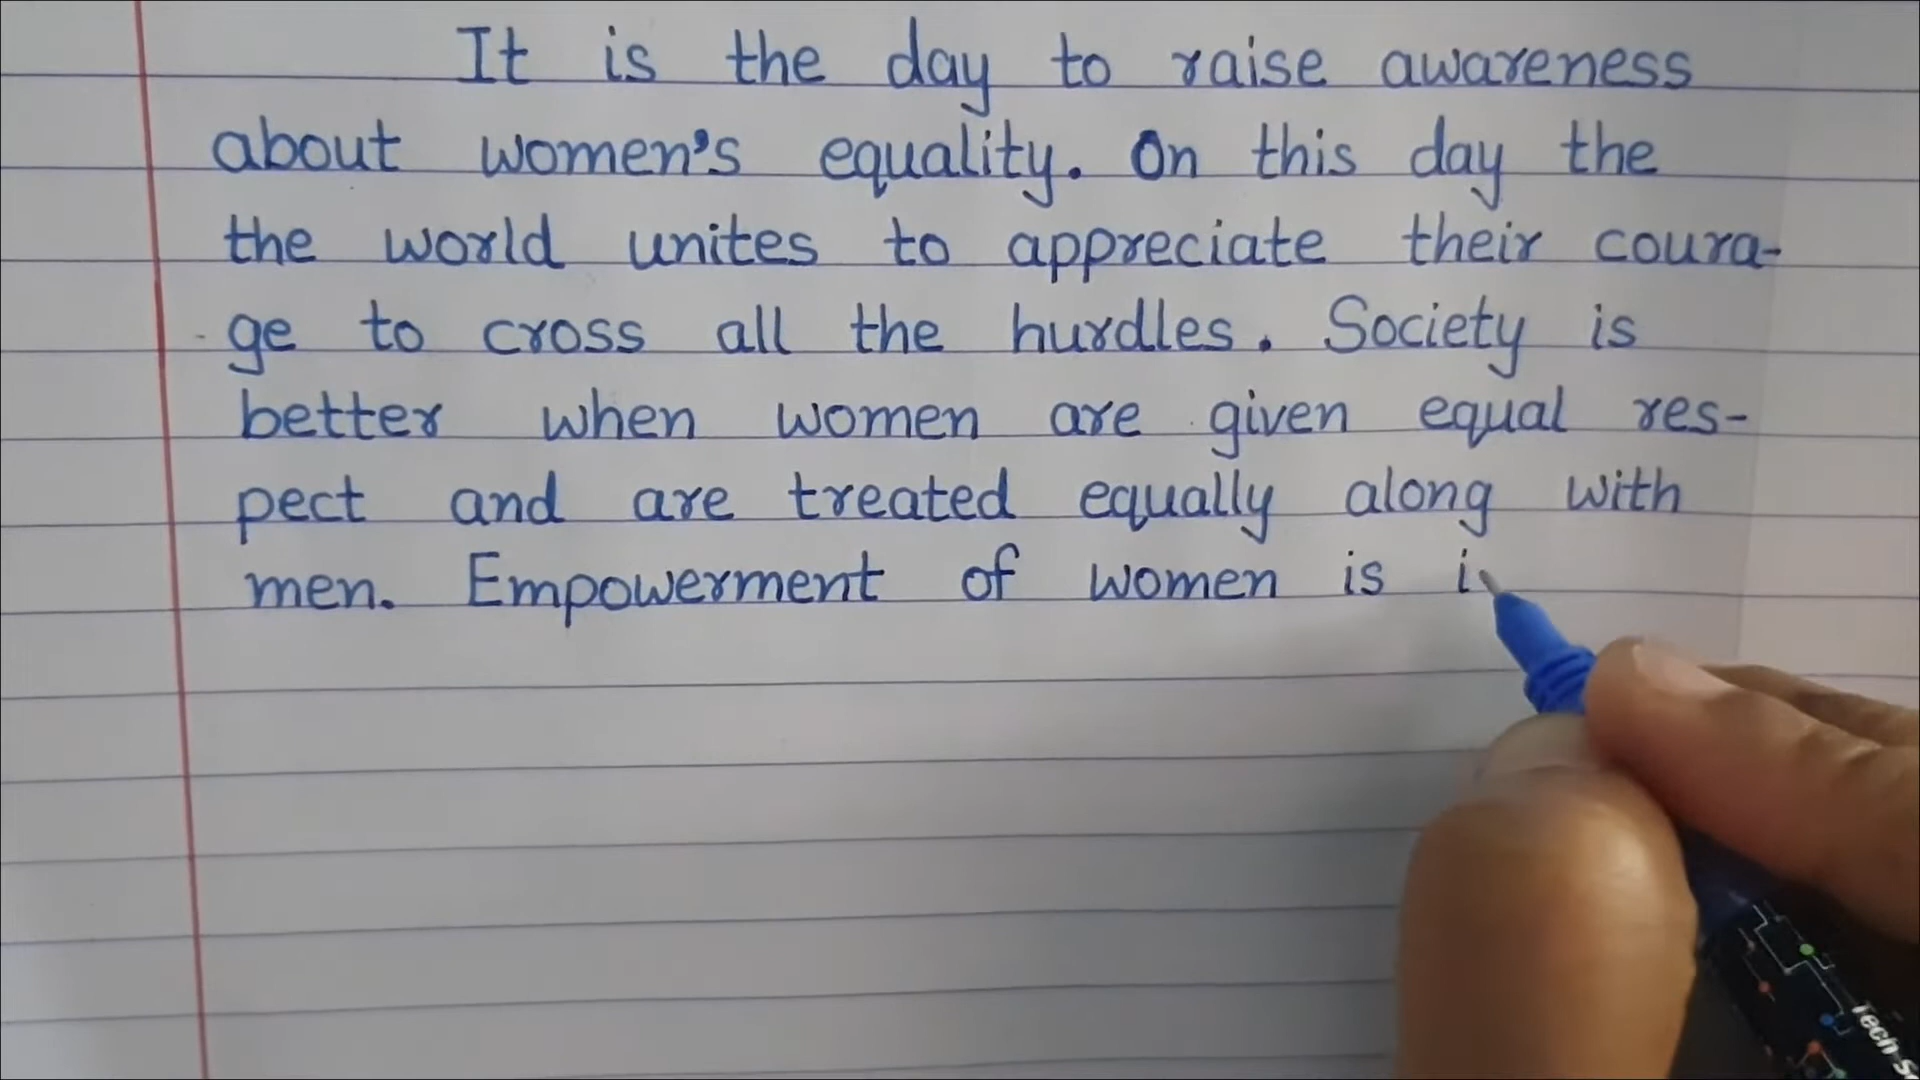 It is the day to raise awareness
about women's equality. On this day the
the world unites to appreciate their coura-
ge to cross all the hurdles. Society is
better when women are given equal res-
pect and are treated equally along with
men. Empowerment of women is i